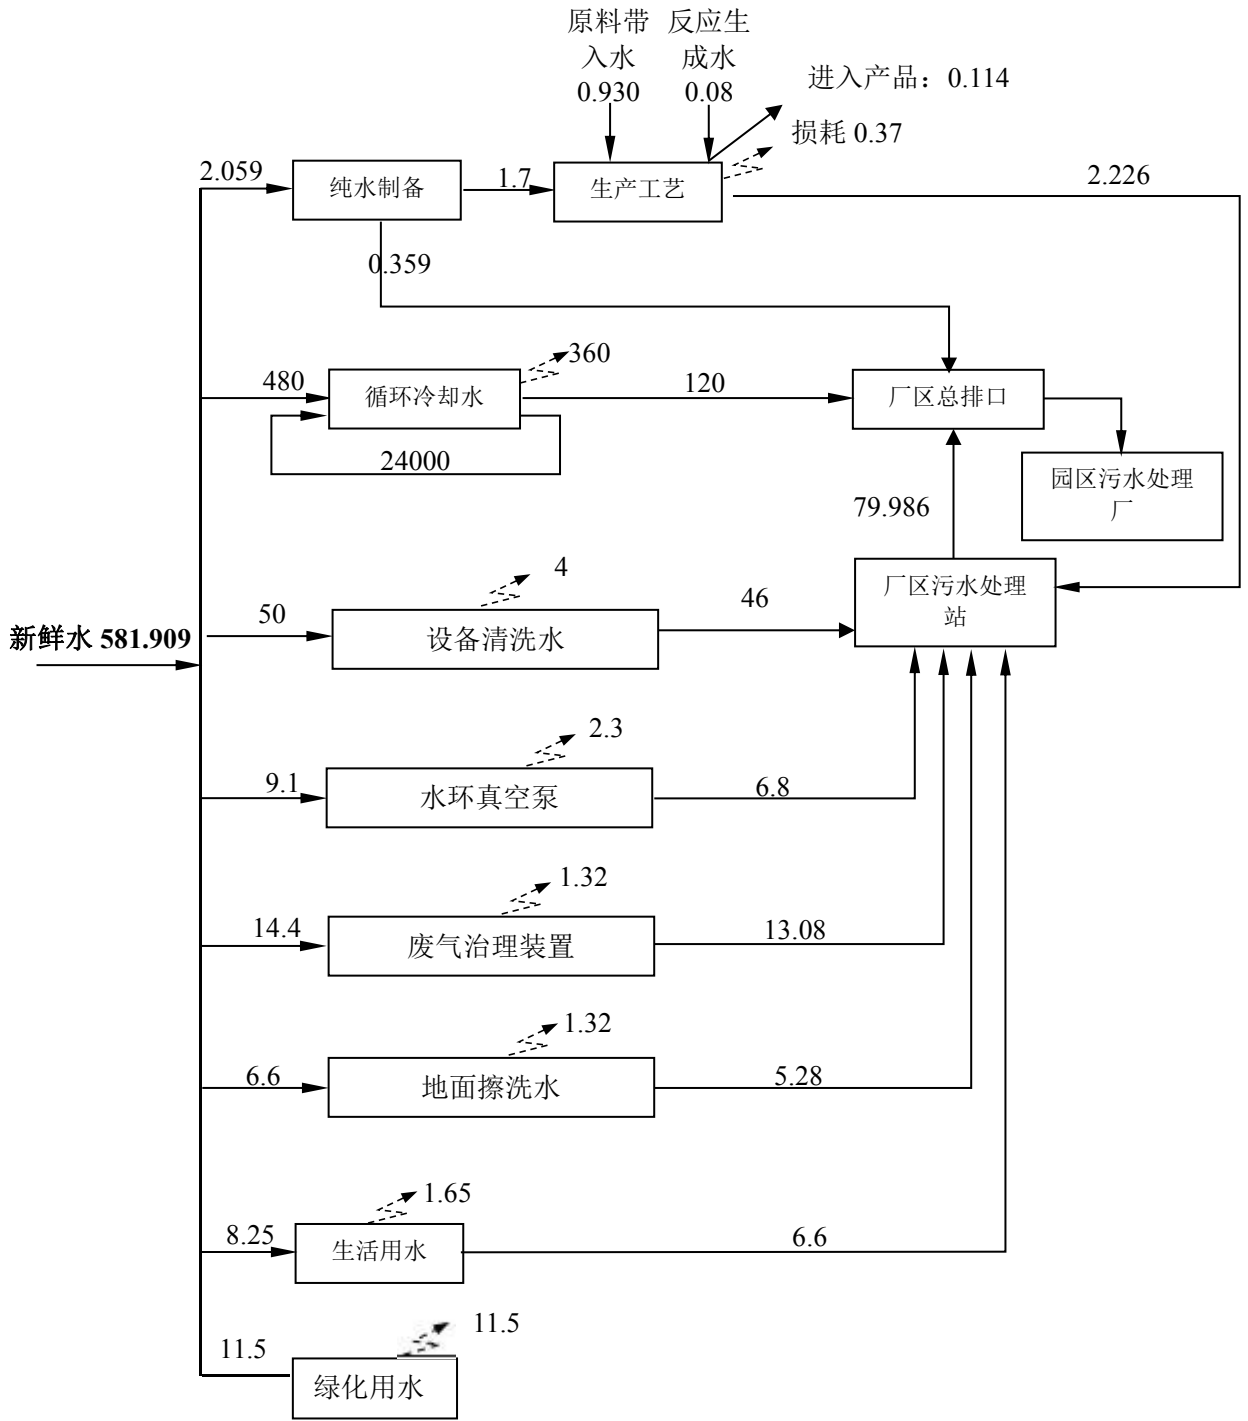 原料带
入水
0.930
反应生
成水
0.08
进入产品：0.114
损耗 0.37
2.059
纯水制备
1.7
生产工艺
2.226
0.359
360
480
循环冷却水
120
厂区总排口
24000
园区污水处理
厂
79.986
4
厂区污水处理
站
50
46
设备清洗水
新鲜水 581.909
2.3
9.1
水环真空泵
6.8
1.32
14.4
废气治理装置
13.08
1.32
6.6
地面擦洗水
5.28
1.65
8.25
生活用水
6.6
11.5
11.5
绿化用水